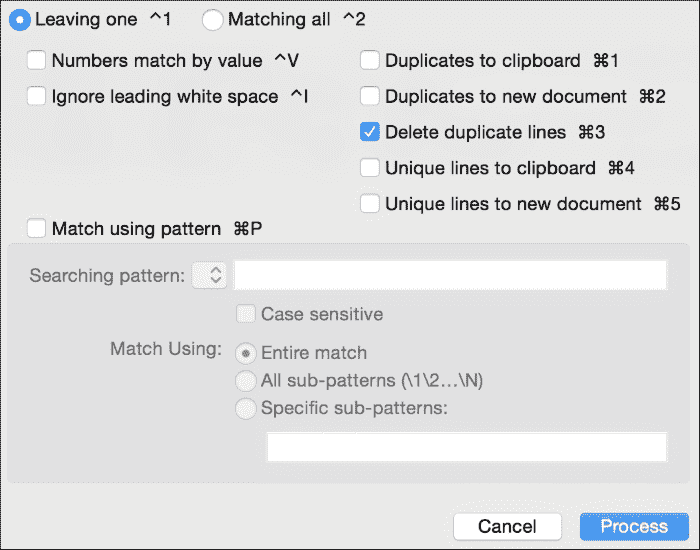 Leaving one ^1 Matching all ^2
Numbers match by value ^V
Ignore leading white space ^I
Duplicates to clipboard ⌘1
Duplicates to new document ⌘2
Delete duplicate lines ⌘3
Unique lines to clipboard ⌘4
Unique lines to new document ⌘5
Match using pattern ⌘P
Searching pattern:
Case sensitive
Match Using:
Entire match
All sub-patterns (\1\2...\N)
Specific sub-patterns:
Cancel Process